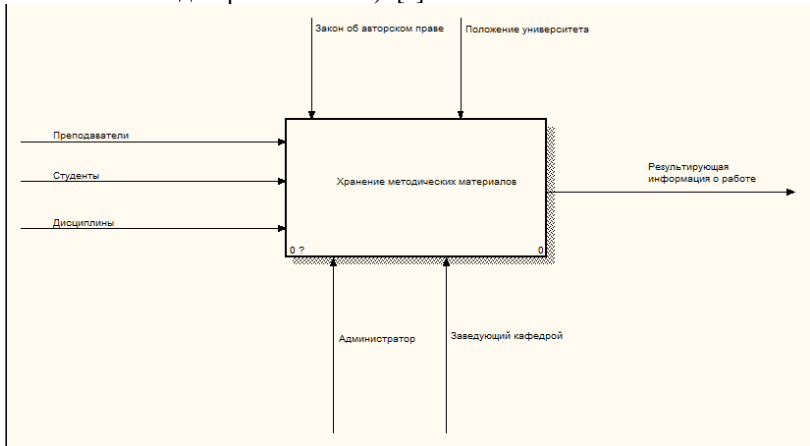 Закон об авторском праве
Положение университета
Преподаватели
Студенты
Дисциплины
Хранение методических материалов
0 ?
0
Результирующая
информация о работе
Администратор
Заведующий кафедрой